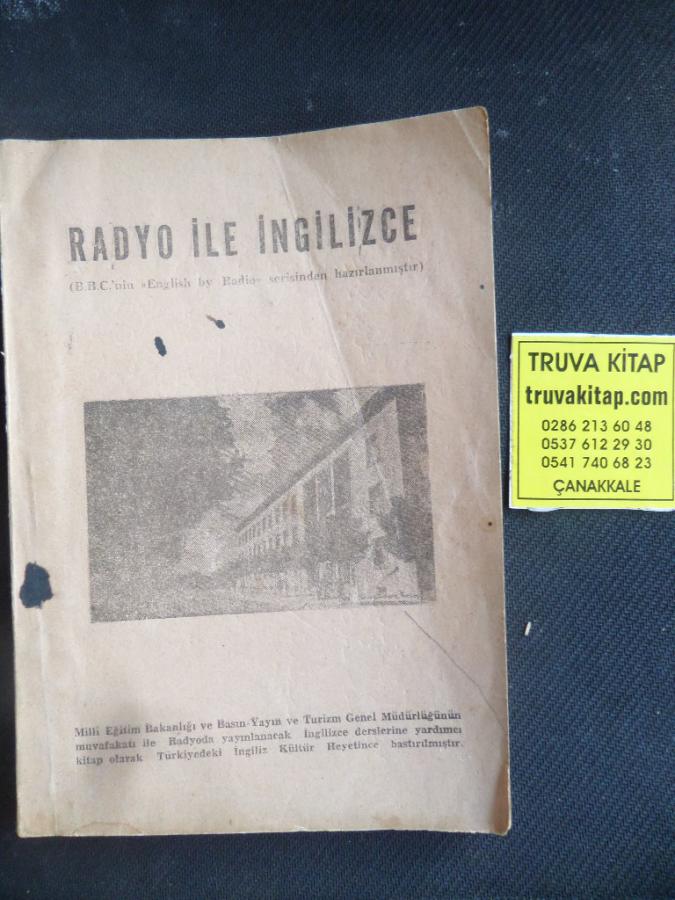 RADYO İLE İNGİLİZCE
(B.B.C.'nin »English by Radio« serisinden hazırlanmıştır)
Milli Eğitim Bakanlığı ve Basın-Yayın ve Turizm Genel Müdürlüğünün
muvafakatı ile Radyoda yayınlanacak İngilizce derslerine yardımcı
kitap olarak Türkiyedeki İngiliz Kültür Heyetince bastırılmıştır.
TRUVA KİTAP
truvakitap.com
0286 213 60 48
0537 612 29 30
0541 740 68 23
ÇANAKKALE